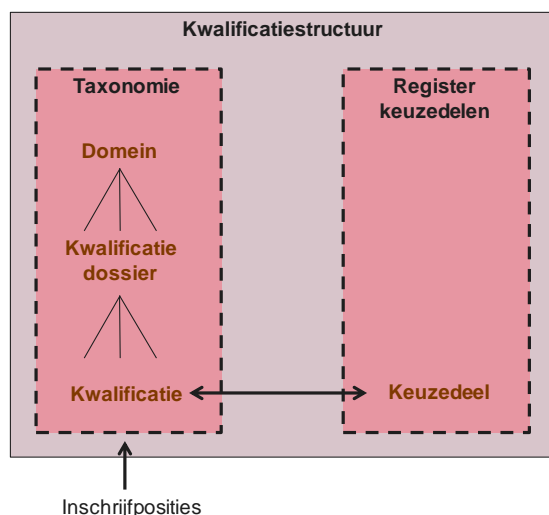 Kwalificatiestructuur
Taxonomie
Domein
Kwalificatie
dossier
Kwalificatie
Register
keuzedelen
Keuzedeel
Inschrijfposities